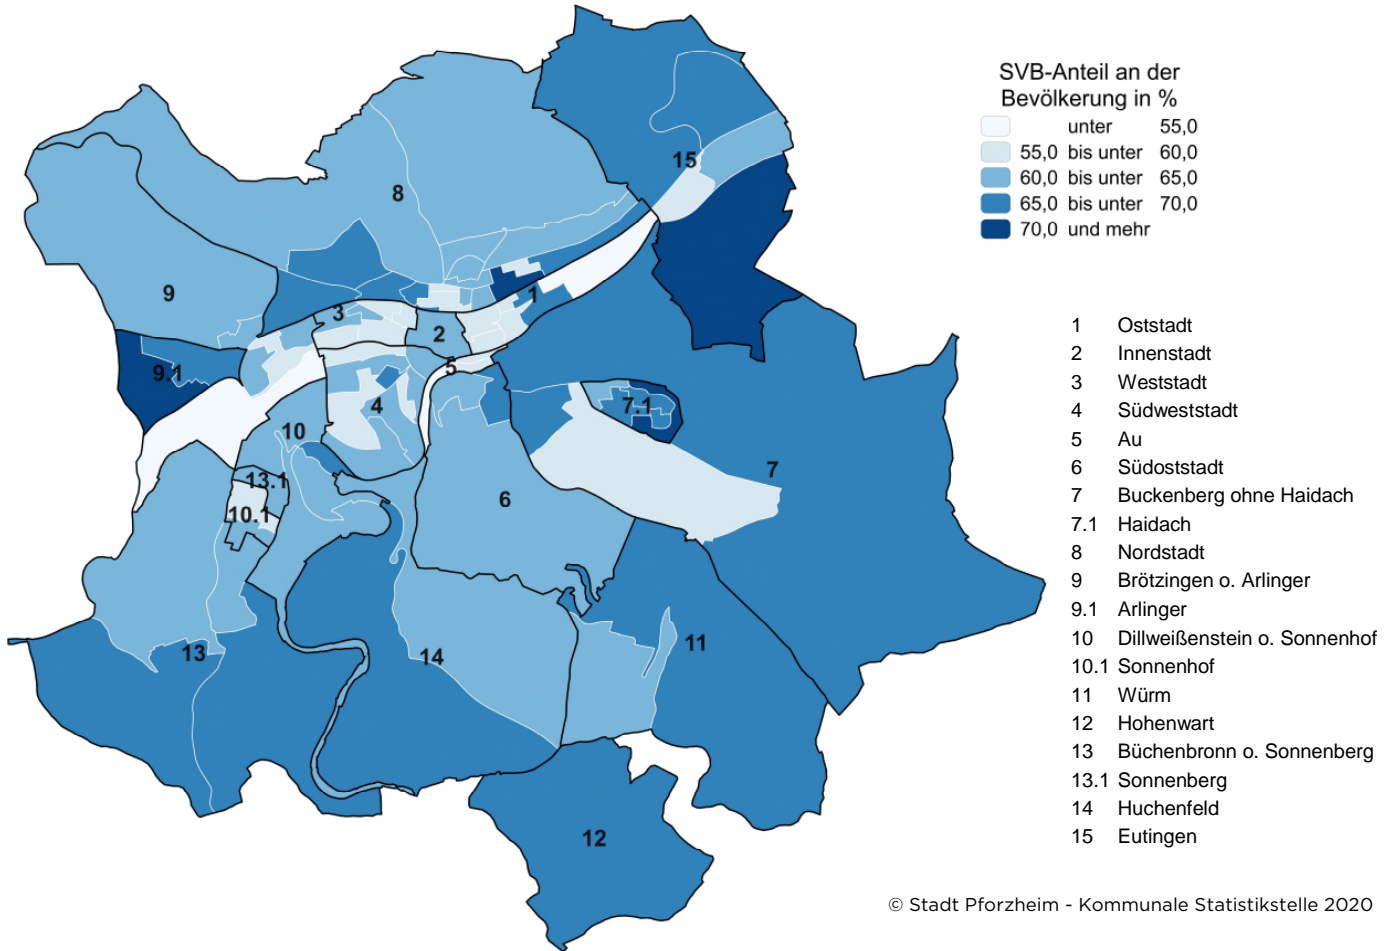 SVB-Anteil an der
Bevölkerung in %
unter 55,0
55,0 bis unter 60,0
60,0 bis unter 65,0
65,0 bis unter 70,0
70,0 und mehr
15
8
9
1
3
2
5
9.1
4
7.1
10
7
13.1
6
10.1
11
13
14
12
1 Oststadt
2 Innenstadt
3 Weststadt
4 Südweststadt
5 Au
6 Südoststadt
7 Buckenberg ohne Haidach
7.1 Haidach
8 Nordstadt
9 Brötzingen o. Arlinger
9.1 Arlinger
10 Dillweißenstein o. Sonnenhof
10.1 Sonnenhof
11 Würm
12 Hohenwart
13 Büchenbronn o. Sonnenberg
13.1 Sonnenberg
14 Huchenfeld
15 Eutingen
© Stadt Pforzheim - Kommunale Statistikstelle 2020